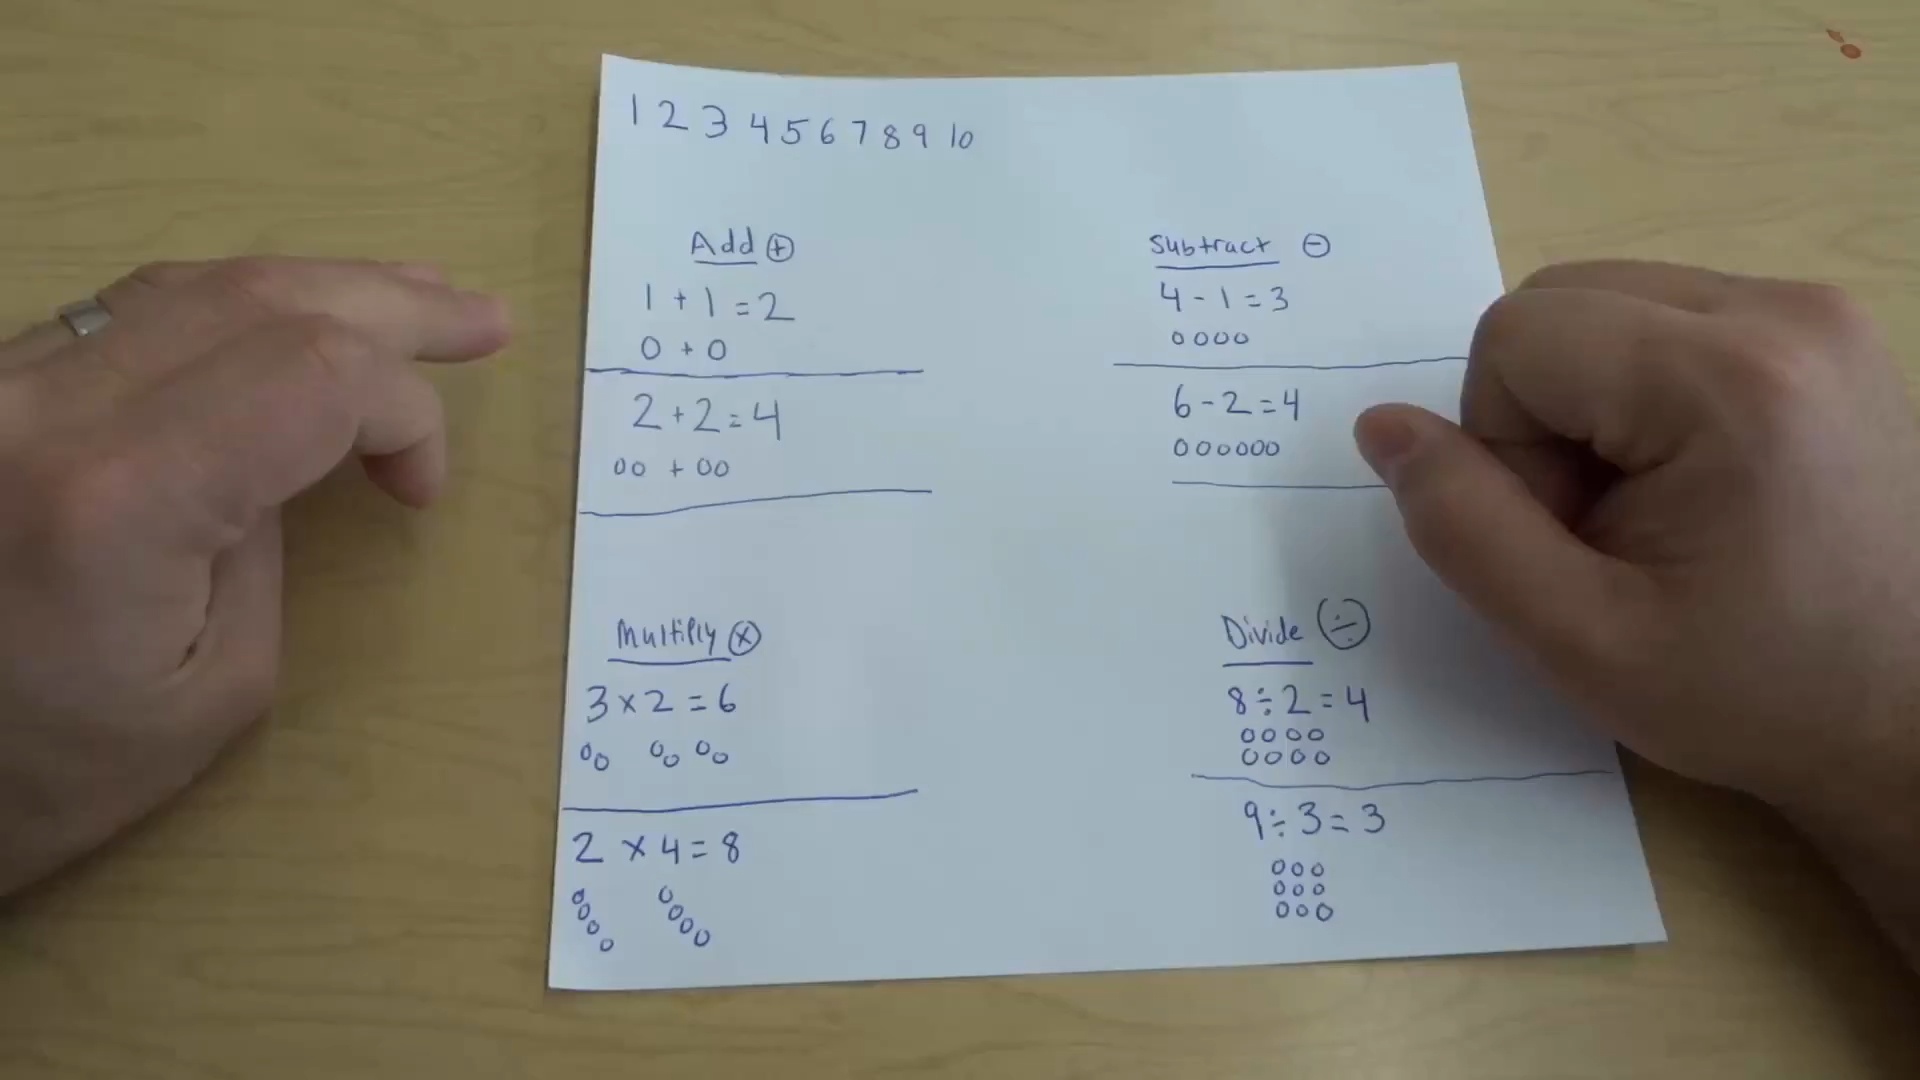 1 2 3 4 5 6 7 8 9 10
Add +
1 + 1 = 2
0 + 0
2 + 2 = 4
00 + 00
Subtract -
4 - 1 = 3
0000
6 - 2 = 4
000000
Multiply x
3 x 2 = 6
00 00 00
2 x 4 = 8
0000 0000
Divide ÷
8 ÷ 2 = 4
0000
0000
9 ÷ 3 = 3
000
000
000